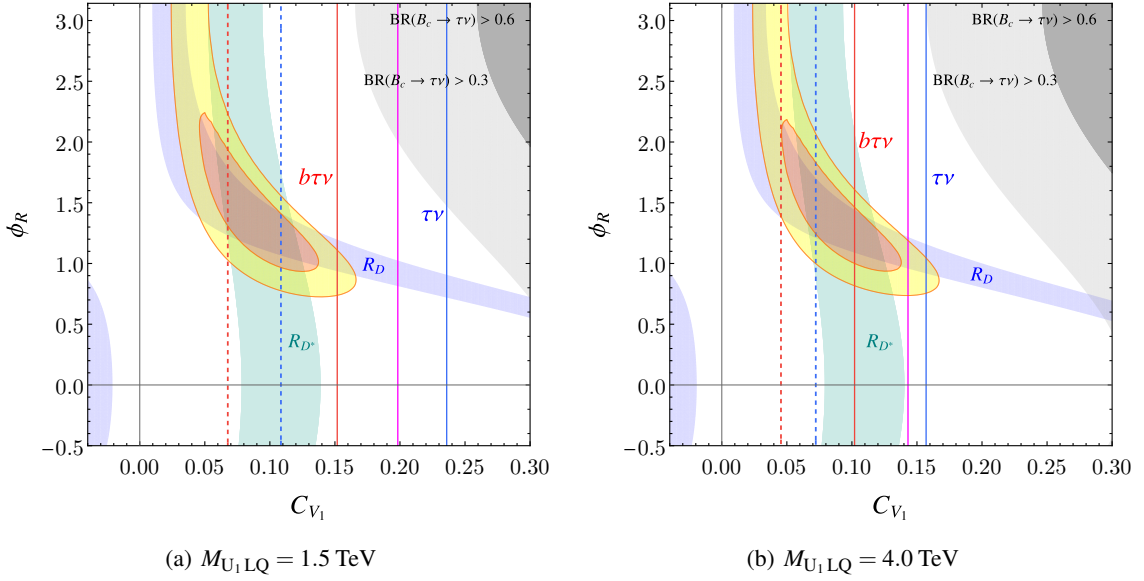 BR(B_c → τν) > 0.6
BR(B_c → τν) > 0.3
bτν
τν
R_D
R_{D*}
3.0
2.5
2.0
1.5
1.0
0.5
0.0
−0.5
ϕ_R
0.00 0.05 0.10 0.15 0.20 0.25 0.30
C_{V_1}
(a) M_{U_1 LQ} = 1.5 TeV
BR(B_c → τν) > 0.6
BR(B_c → τν) > 0.3
bτν
τν
R_D
R_{D*}
3.0
2.5
2.0
1.5
1.0
0.5
0.0
−0.5
ϕ_R
0.00 0.05 0.10 0.15 0.20 0.25 0.30
C_{V_1}
(b) M_{U_1 LQ} = 4.0 TeV